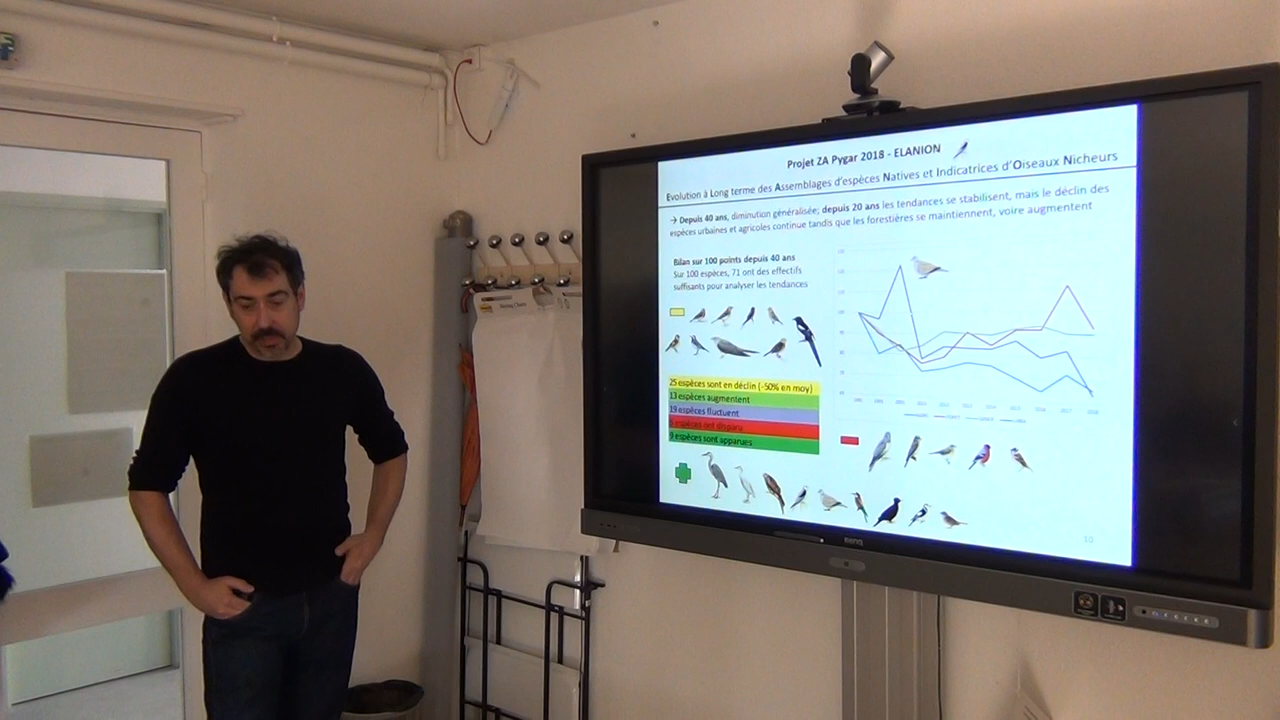 Projet ZA Pygar 2018 - ELANION
Evolution à Long terme des Assemblages d'espèces Natives et Indicatrices d'Oiseaux Nicheurs
→ Depuis 40 ans, diminution généralisée; depuis 20 ans les tendances se stabilisent, mais le déclin des
espèces urbaines et agricoles continue tandis que les forestières se maintiennent, voire augmentent
Bilan sur 100 points depuis 40 ans
Sur 100 espèces, 71 ont des effectifs
suffisants pour analyser les tendances
25 espèces sont en déclin (-50% en moy)
13 espèces augmentent
19 espèces fluctuent
espèces ont disparu
9 espèces sont apparues
10
BenQ